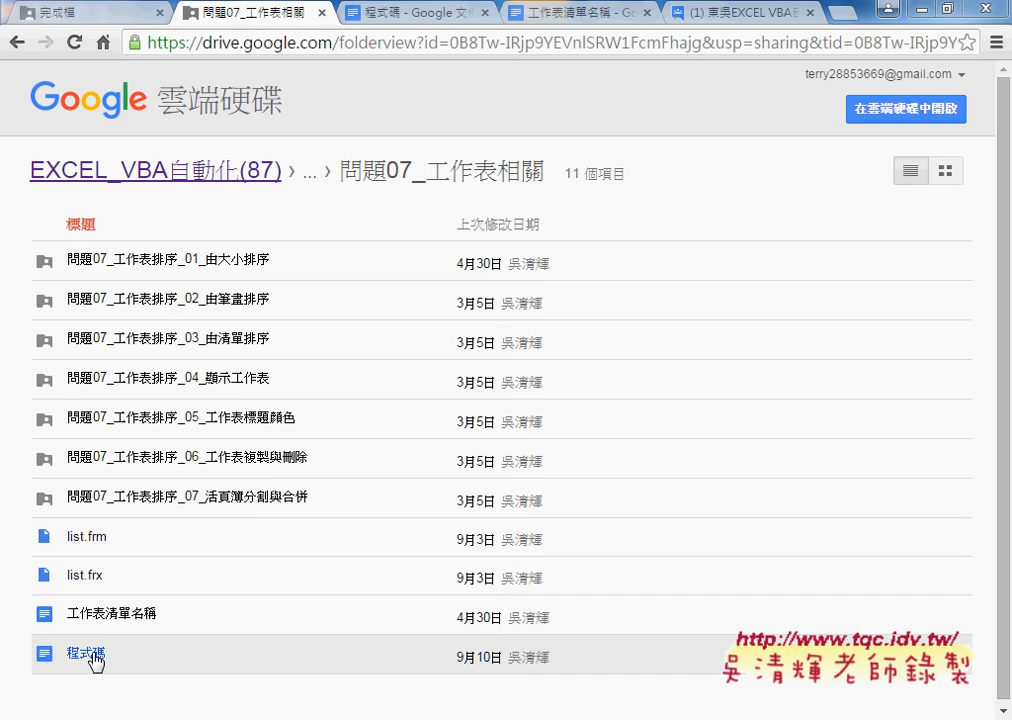 完成檔
問題07_工作表相關
程式碼 - Google 文件
工作表清單名稱 - Go
(1) 東吳EXCEL VBA自
https://drive.google.com/folderview?id=0B8Tw-IRjp9YEVnlSRW1FcmFhajg&usp=sharing&tid=0B8Tw-IRjp9Y
terry28853669@gmail.com
Google 雲端硬碟
在雲端硬碟中開啟
EXCEL_VBA自動化(87) › ... › 問題07_工作表相關 11 個項目
標題 上次修改日期
問題07_工作表排序_01_由大小排序 4月30日 吳清輝
問題07_工作表排序_02_由筆畫排序 3月5日 吳清輝
問題07_工作表排序_03_由清單排序 3月5日 吳清輝
問題07_工作表排序_04_顯示工作表 3月5日 吳清輝
問題07_工作表排序_05_工作表標題顏色 3月5日 吳清輝
問題07_工作表排序_06_工作表複製與刪除 3月5日 吳清輝
問題07_工作表排序_07_活頁簿分割與合併 3月5日 吳清輝
list.frm 9月3日 吳清輝
list.frx 9月3日 吳清輝
工作表清單名稱 4月30日 吳清輝
程式碼 9月10日 吳清輝
http://www.tqc.idv.tw/
吳清輝老師錄製